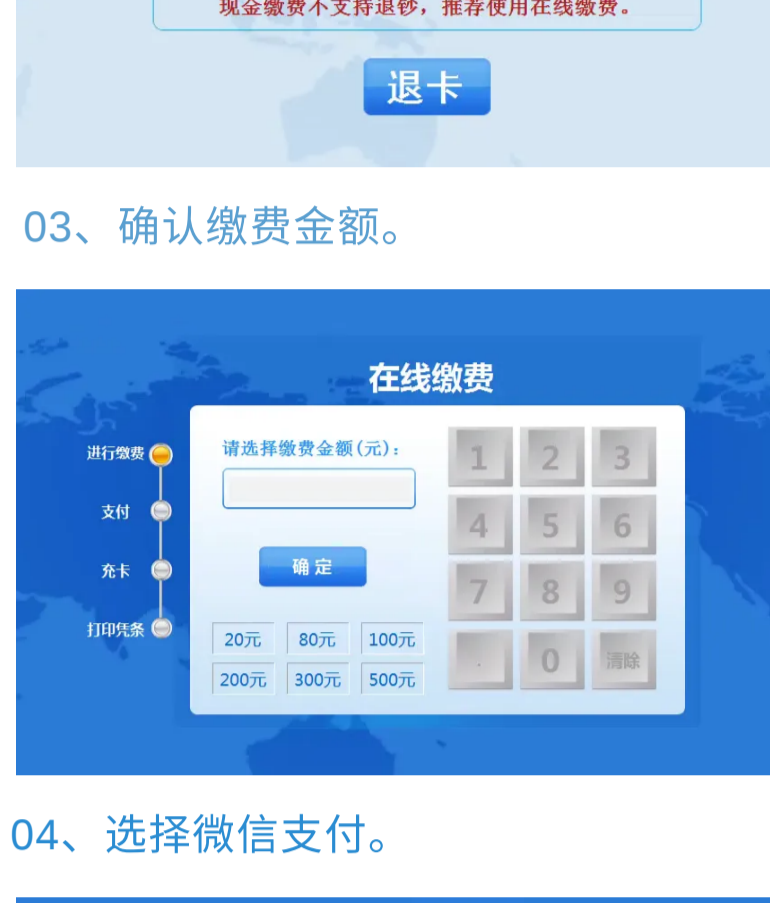 现金缴费不支持退钞，推荐使用在线缴费。
退卡
03、确认缴费金额。
在线缴费
进行缴费
支付
充卡
打印凭条
请选择缴费金额(元)：
确定
20元 80元 100元
200元 300元 500元
1 2 3
4 5 6
7 8 9
. 0 清除
04、选择微信支付。